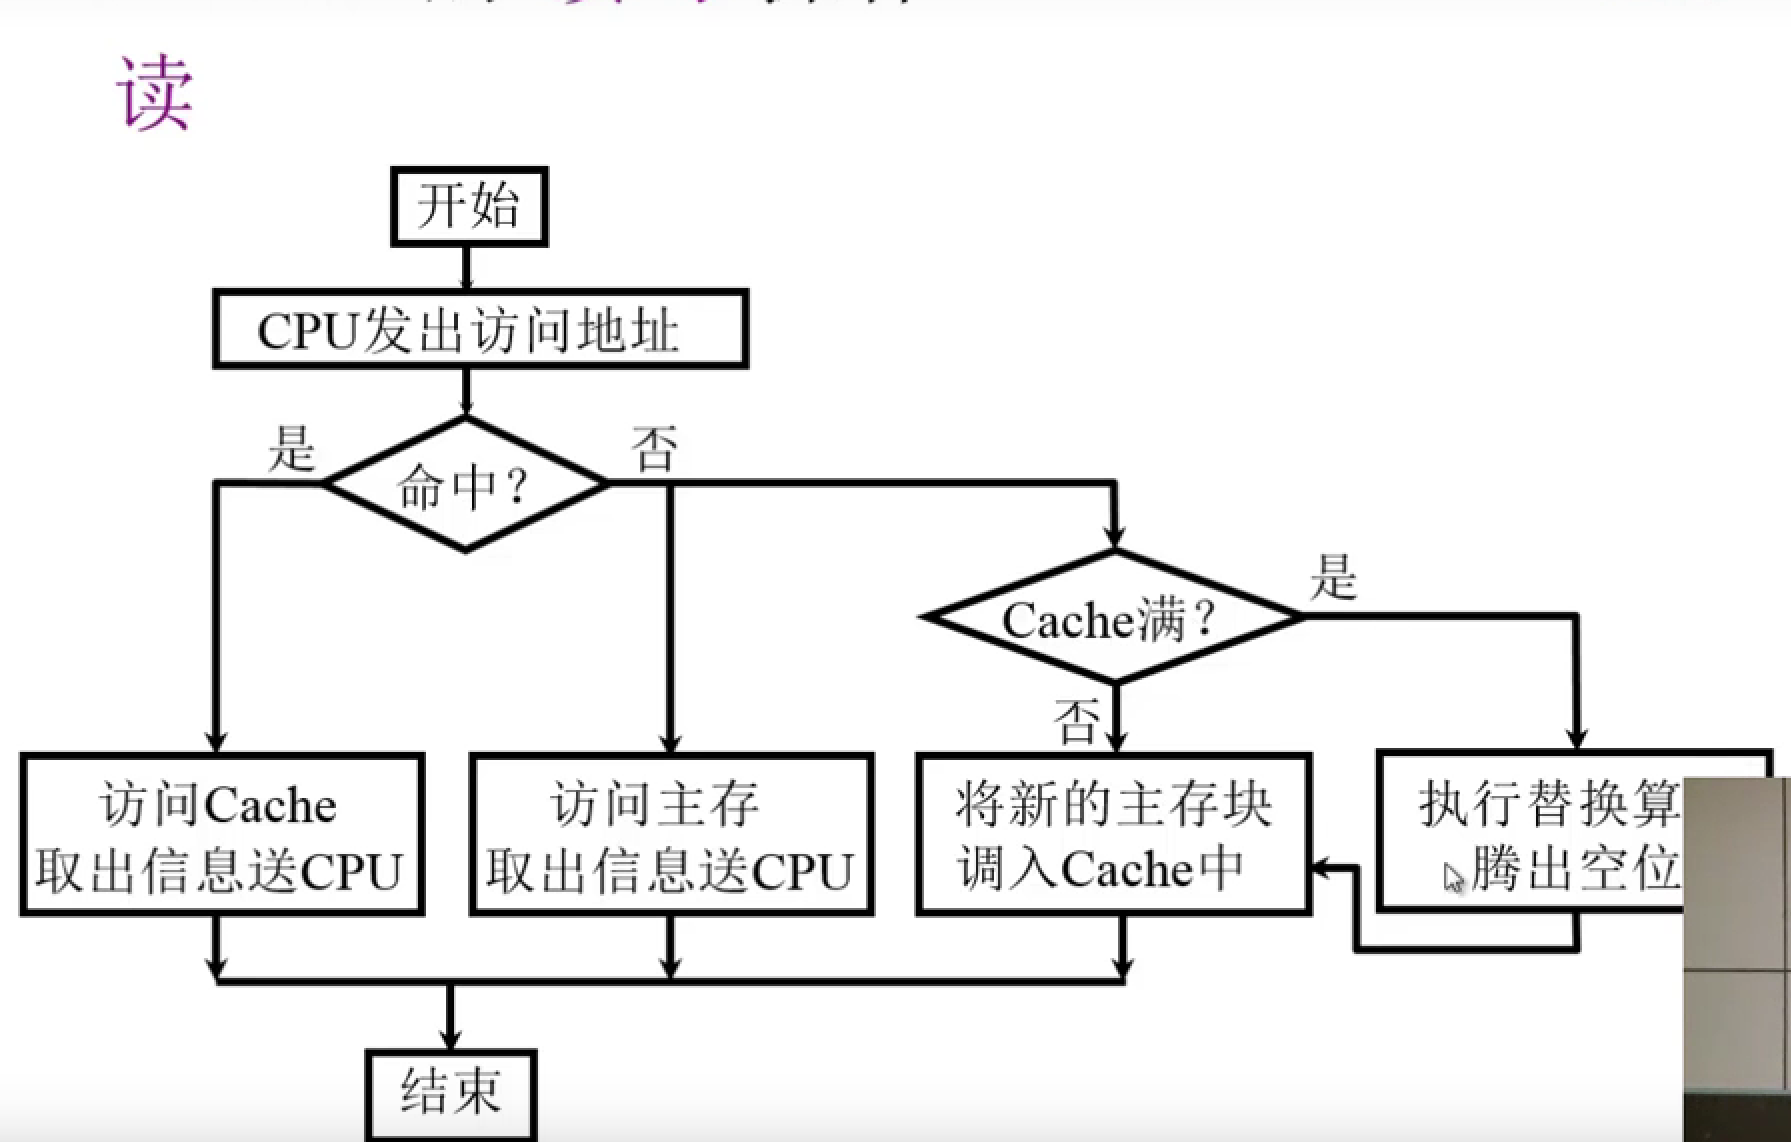 读
开始
CPU发出访问地址
是
命中？
否
Cache满？
是
否
访问Cache
取出信息送CPU
访问主存
取出信息送CPU
将新的主存块
调入Cache中
执行替换算
腾出空位
结束